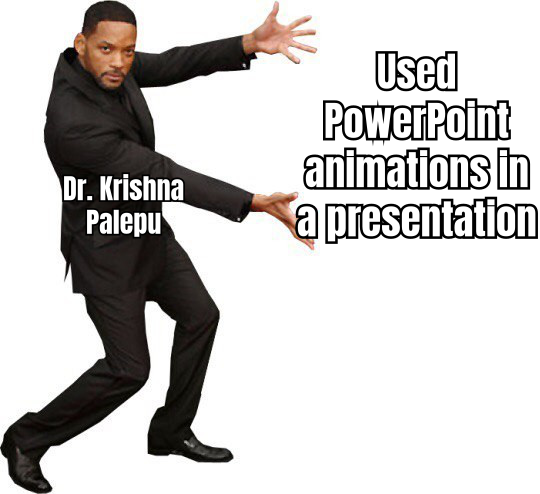 Dr. Krishna
Palepu
Used
PowerPoint
animations in
a presentation